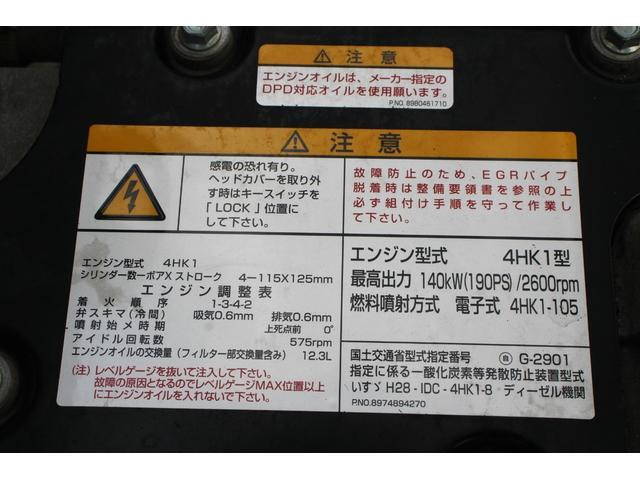 ⚠ 注意
エンジンオイルは、メーカー指定の
DPD対応オイルを使用願います。
P.NO. 8980461710
⚠ 注意
感電の恐れ有り。
ヘッドカバーを取り外
す時はキースイッチを
「LOCK」位置に
して下さい。
故障防止のため、EGRパイプ
脱着時は整備要領書を参照の上
必ず組付け手順を守って作業し
て下さい。
エンジン型式 4HK1
シリンダー数ーボアXストローク 4ー115X125mm
エンジン調整表
着火順序 1-3-4-2
弁スキマ(冷間) 吸気0.6mm 排気0.6mm
噴射始メ時期 上死点前 0°
アイドル回転数 575rpm
エンジンオイルの交換量(フィルター部交換量含み) 12.3L
(注)レベルゲージを抜いて注入して下さい。
故障の原因となるのでレベルゲージMAX位置以上
にエンジンオイルを入れないで下さい。
エンジン型式 4HK1型
最高出力 140kW(190PS)/2600rpm
燃料噴射方式 電子式 4HK1-105
国土交通省型式指定番号 自 G-2901
指定に係る一酸化炭素等発散防止装置型式
いすゞ H28-IDC-4HK1-8 ディーゼル機関
P.NO. 8974894270